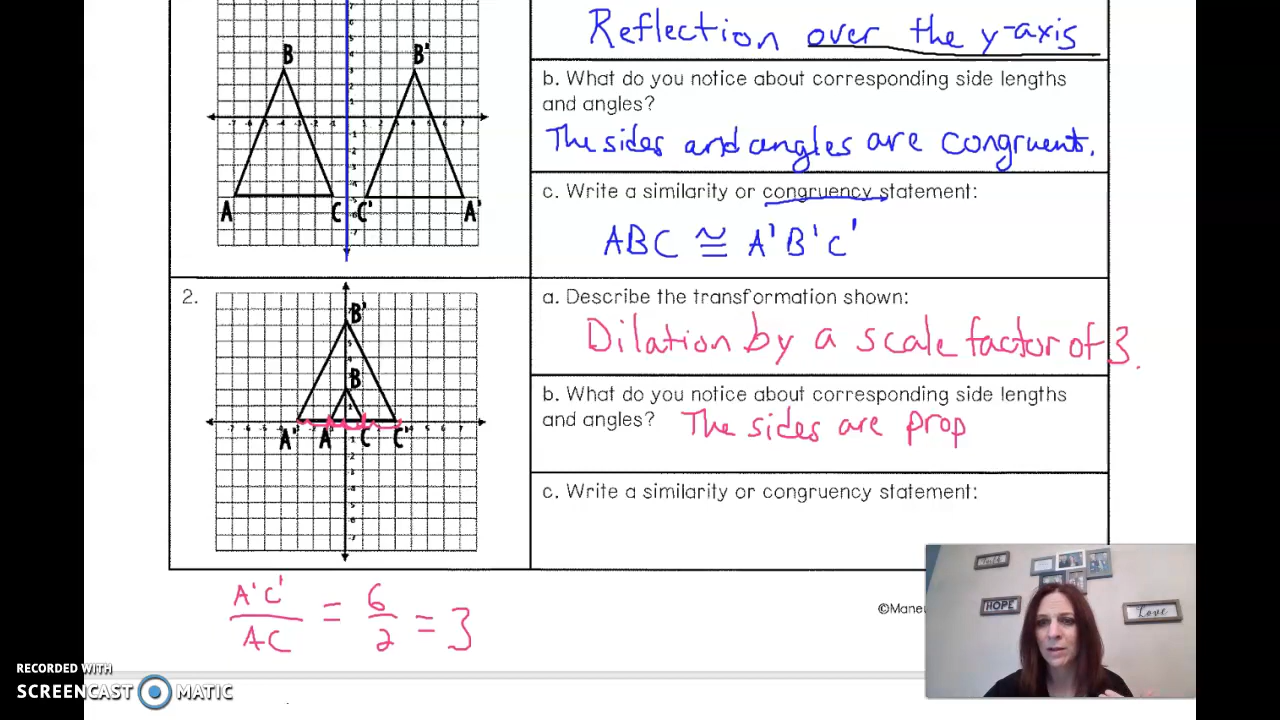 Reflection over the y-axis
B B'
b. What do you notice about corresponding side lengths
and angles?
The sides and angles are congruent.
c. Write a similarity or congruency statement:
A C C' A'
ABC ≅ A'B'C'
2.
a. Describe the transformation shown:
B'
Dilation by a scale factor of 3.
B
b. What do you notice about corresponding side lengths
and angles? The sides are prop
A' A C C'
c. Write a similarity or congruency statement:
A'C'
AC
= 6
2
= 3
©Mane
HOPE
Love
RECORDED WITH
SCREENCAST MATIC